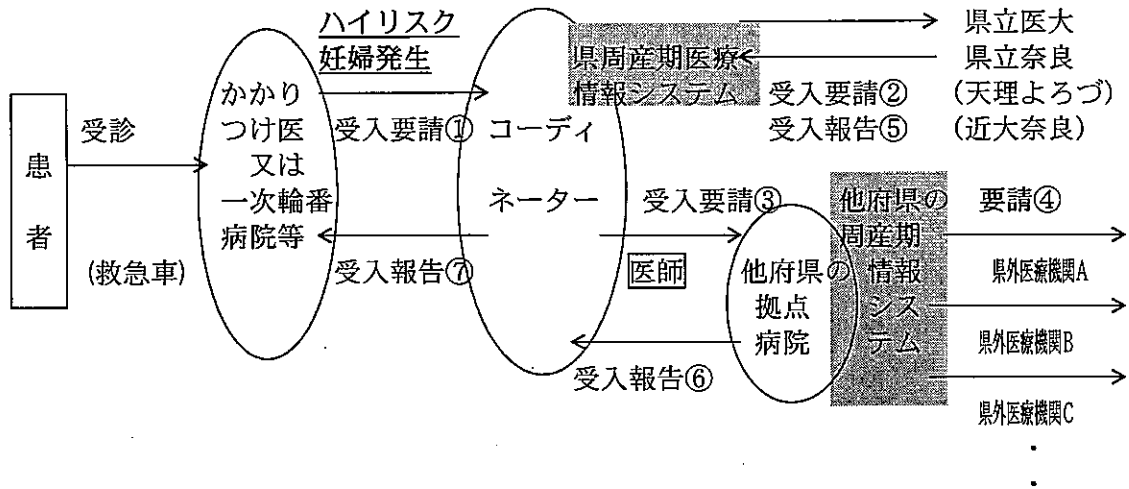 患者
受診
(救急車)
かかり
つけ医
又は
一次輪番
病院等
ハイリスク
妊婦発生
受入要請①
受入報告⑦
コーディ
ネーター
県周産期医療
情報システム
受入要請②
受入報告⑤
県立医大
県立奈良
(天理よろづ)
(近大奈良)
受入要請③
医師
受入報告⑥
他府県の
拠点
病院
他府県の
周産期
情報
シス
テム
要請④
県外医療機関A
県外医療機関B
県外医療機関C
・
・